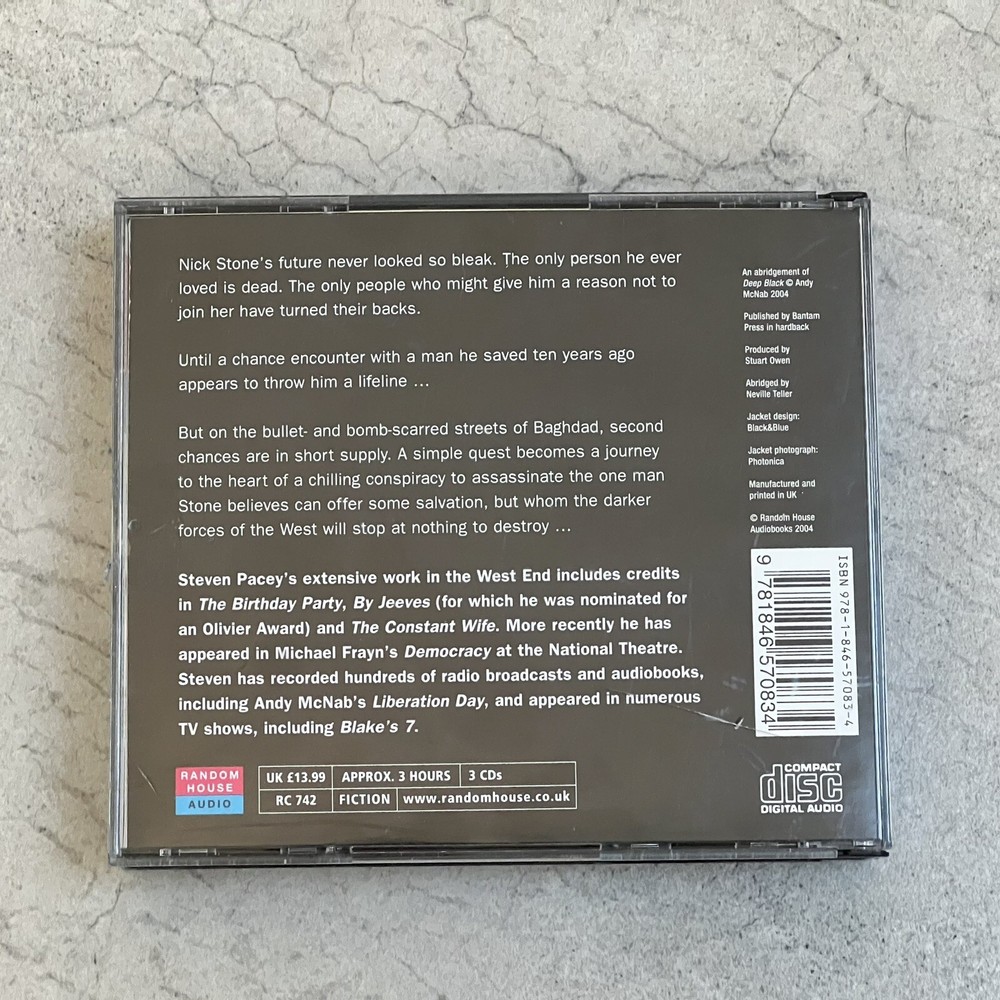 Nick Stone's future never looked so bleak. The only person he ever
loved is dead. The only people who might give him a reason not to
join her have turned their backs.
Until a chance encounter with a man he saved ten years ago
appears to throw him a lifeline ...
But on the bullet- and bomb-scarred streets of Baghdad, second
chances are in short supply. A simple quest becomes a journey
to the heart of a chilling conspiracy to assassinate the one man
Stone believes can offer some salvation, but whom the darker
forces of the West will stop at nothing to destroy ...
Steven Pacey's extensive work in the West End includes credits
in The Birthday Party, By Jeeves (for which he was nominated for
an Olivier Award) and The Constant Wife. More recently he has
appeared in Michael Frayn's Democracy at the National Theatre.
Steven has recorded hundreds of radio broadcasts and audiobooks,
including Andy McNab's Liberation Day, and appeared in numerous
TV shows, including Blake's 7.
RANDOM
HOUSE
AUDIO
UK £13.99 APPROX. 3 HOURS 3 CDs
RC 742 FICTION www.randomhouse.co.uk
An abridgement of
Deep Black © Andy
McNab 2004
Published by Bantam
Press in hardback
Produced by
Stuart Owen
Abridged by
Neville Teller
Jacket design:
Black&Blue
Jacket photograph:
Photonica
Manufactured and
printed in UK
© Random House
Audiobooks 2004
ISBN 978-1-846-57083-4
9 781846 570834
COMPACT
disc
DIGITAL AUDIO